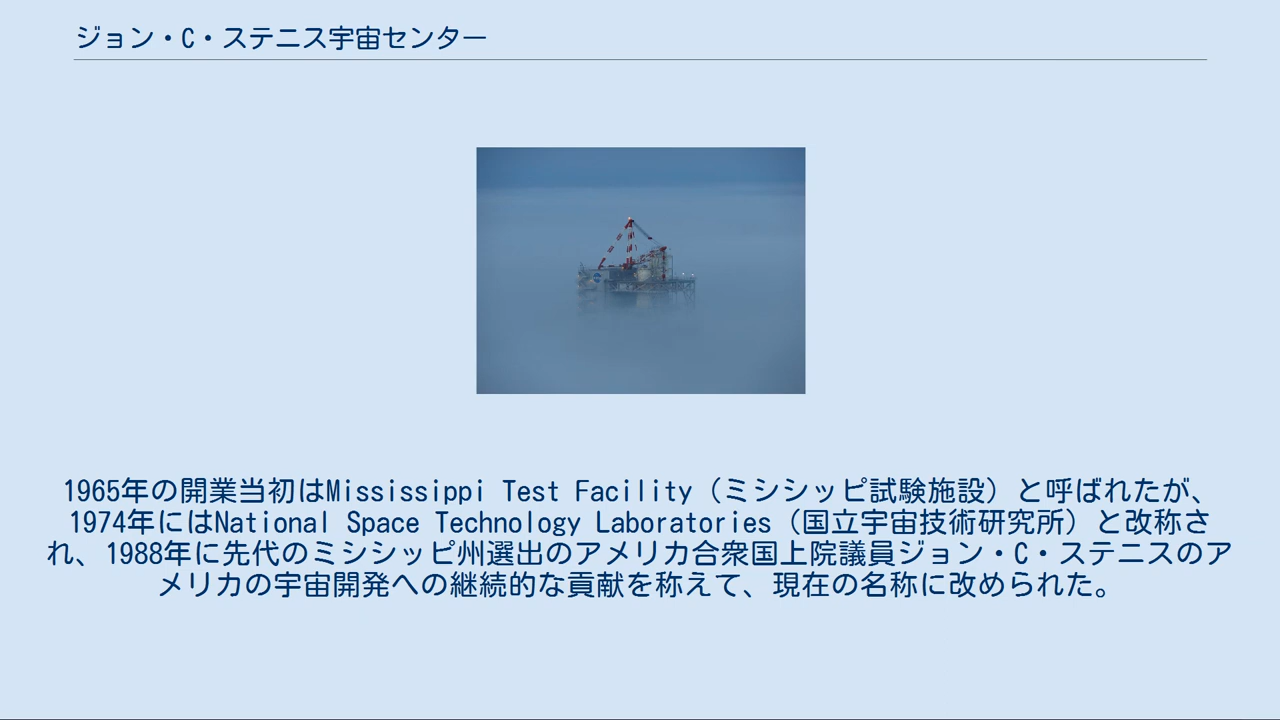 ジョン・C・ステニス宇宙センター
1965年の開業当初はMississippi Test Facility（ミシシッピ試験施設）と呼ばれたが、
1974年にはNational Space Technology Laboratories（国立宇宙技術研究所）と改称さ
れ、1988年に先代のミシシッピ州選出のアメリカ合衆国上院議員ジョン・C・ステニスのア
メリカの宇宙開発への継続的な貢献を称えて、現在の名称に改められた。